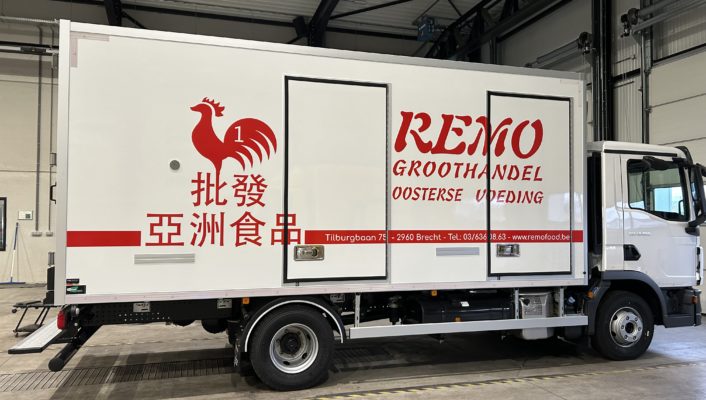 1
批發
亞洲食品
REMO
GROOTHANDEL
OOSTERSE VOEDING
Tilburgbaan 75 - 2960 Brecht - Tel.: 03/636.08.63 - www.remofood.be